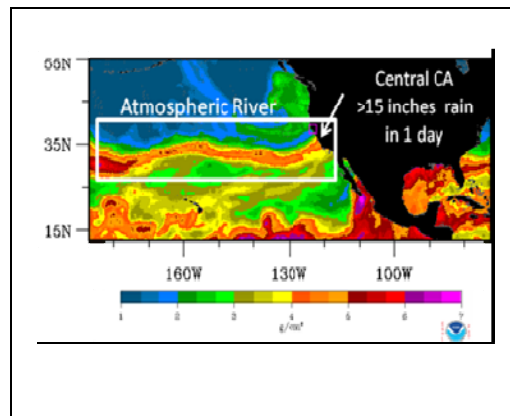 55N
Central CA
Atmospheric River
>15 inches rain
in 1 day
35N
15N
160W 130W 100W
1 2 3 4 5 6 7
g/cm²